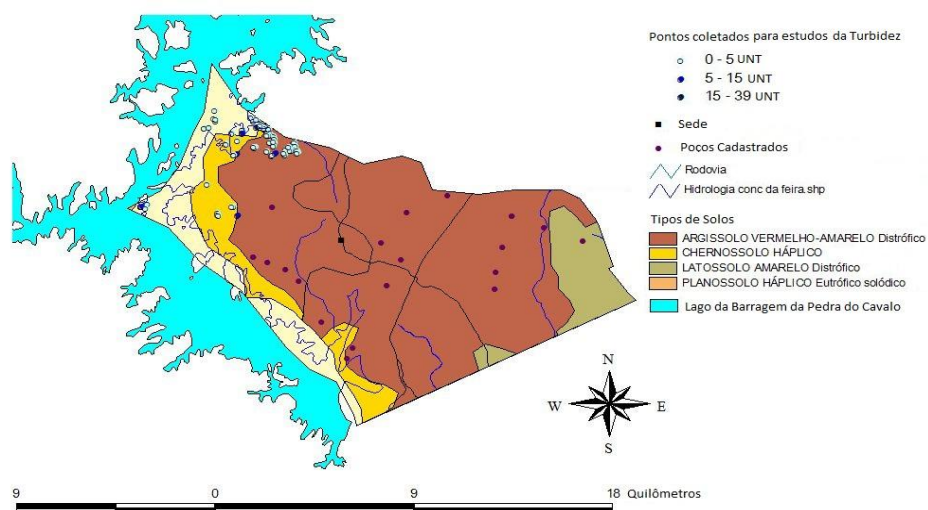 Pontos coletados para estudos da Turbidez
0 - 5 UNT
5 - 15 UNT
15 - 39 UNT
Sede
Poços Cadastrados
Rodovia
Hidrologia conc da feira.shp
Tipos de Solos
ARGISSOLO VERMELHO-AMARELO Distrófico
CHERNOSSOLO HÁPLICO
LATOSSOLO AMARELO Distrófico
PLANOSSOLO HÁPLICO Eutrófico solódico
Lago da Barragem da Pedra do Cavalo
N
W E
S
9 0 9 18 Quilômetros